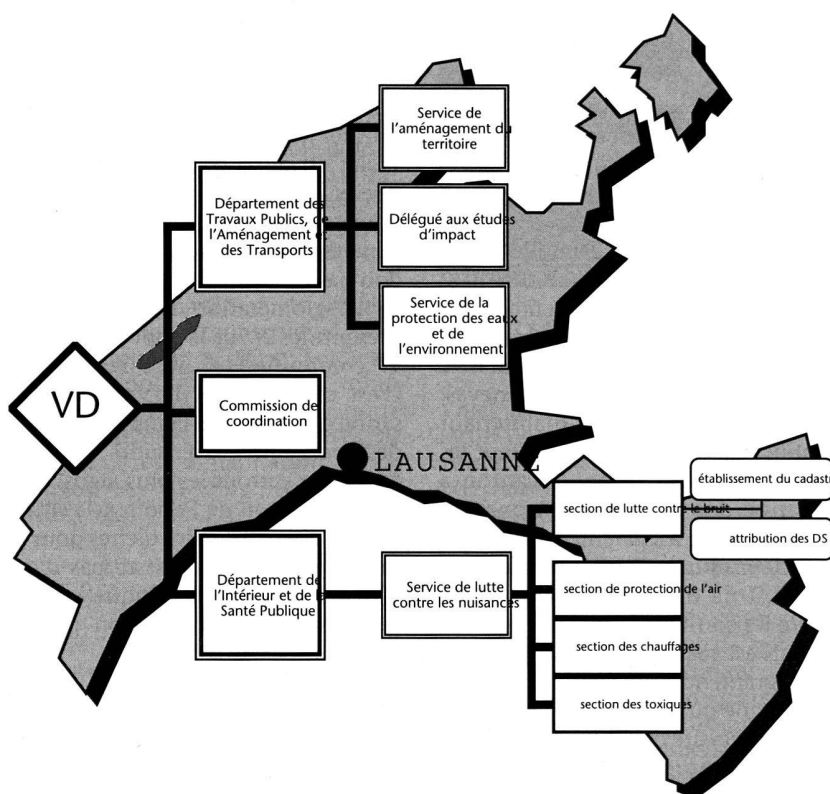 Service de
l'aménagement du
territoire
Département des
Travaux Publics, de
l'Aménagement et
des Transports
Délégué aux études
d'impact
Service de la
protection des eaux
et de
l'environnement
VD
Commission de
coordination
LAUSANNE
établissement du cadastr
section de lutte contre le bruit
attribution des DS
Département de
l'Intérieur et de la
Santé Publique
Service de lutte
contre les nuisances
section de protection de l'air
section des chauffages
section des toxiques